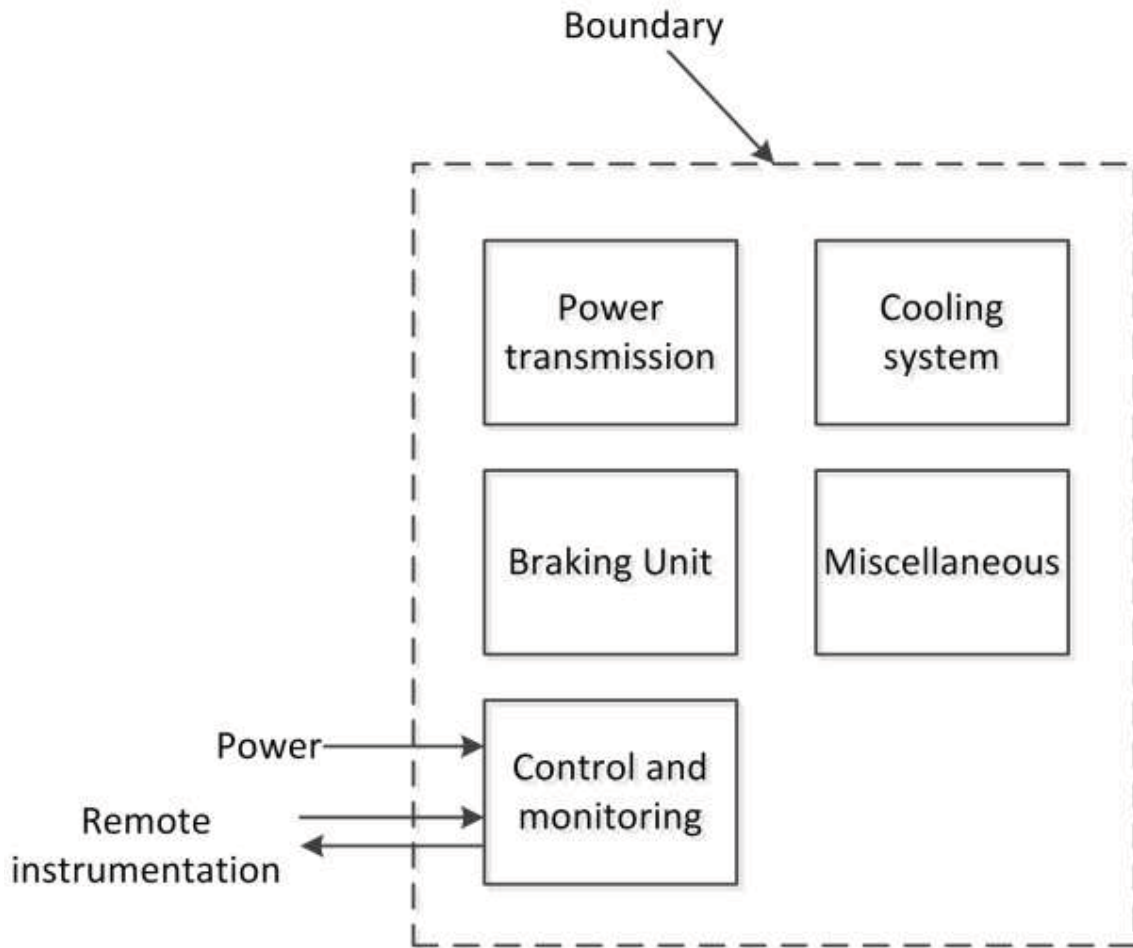 Boundary
Power
transmission
Cooling
system
Braking Unit
Miscellaneous
Power
Control and
monitoring
Remote
instrumentation